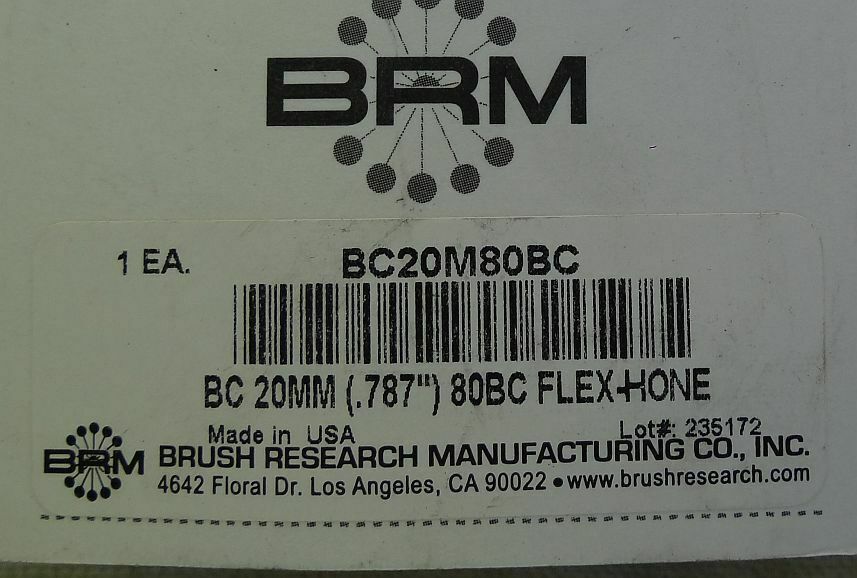 BRM
1 EA. BC20M80BC
BC 20MM (.787") 80BC FLEX-HONE
Made in USA Lot#: 235172
BRM BRUSH RESEARCH MANUFACTURING CO., INC.
4642 Floral Dr. Los Angeles, CA 90022 • www.brushresearch.com